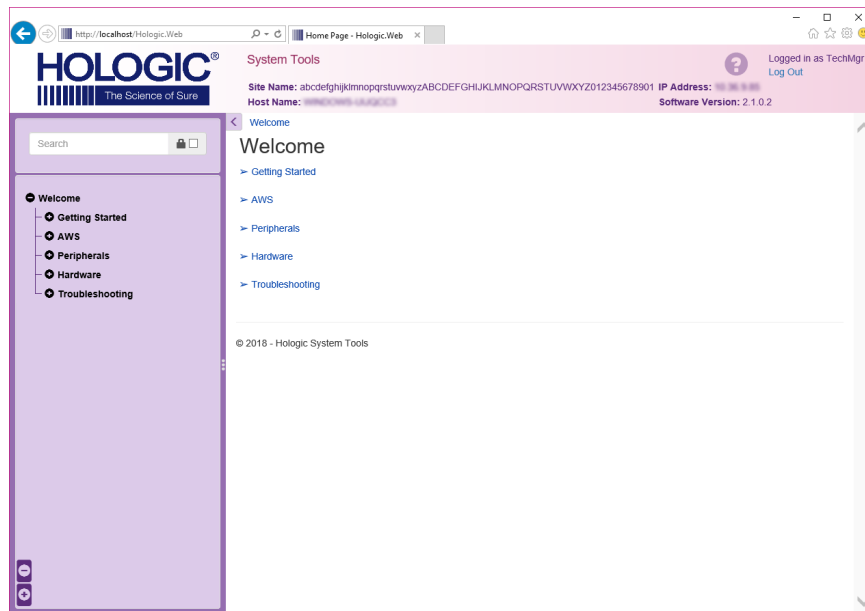 http://localhost/Hologic.Web
Home Page - Hologic.Web
HOLOGIC®
The Science of Sure
System Tools
Logged in as TechMgr
Log Out
Site Name: abcdefghijklmnopqrstuvwxyzABCDEFGHIJKLMNOPQRSTUVWXYZ012345678901 IP Address:
Host Name: Software Version: 2.1.0.2
Search
Welcome
Getting Started
AWS
Peripherals
Hardware
Troubleshooting
Welcome
Welcome
➢ Getting Started
➢ AWS
➢ Peripherals
➢ Hardware
➢ Troubleshooting
© 2018 - Hologic System Tools